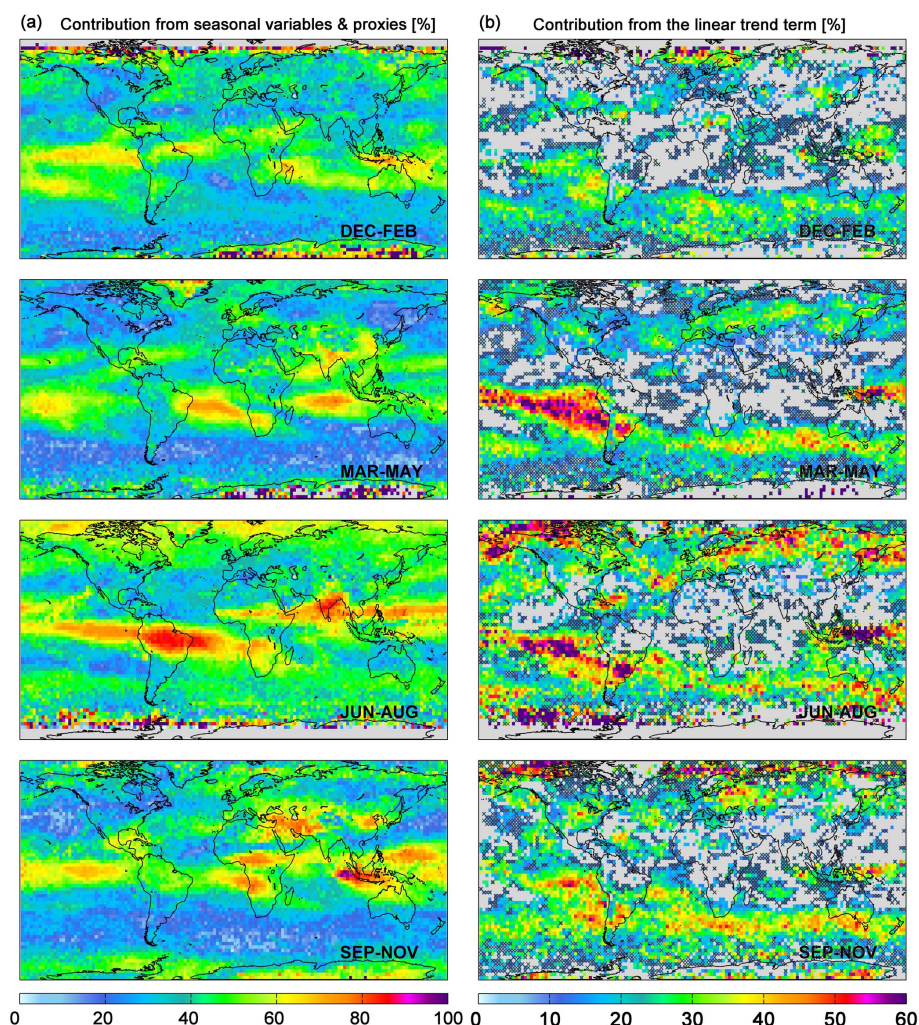 (a) Contribution from seasonal variables & proxies [%]
(b) Contribution from the linear trend term [%]
DEC-FEB
DEC-FEB
MAR-MAY
MAR-MAY
JUN-AUG
JUN-AUG
SEP-NOV
SEP-NOV
0 20 40 60 80 100
0 10 20 30 40 50 60